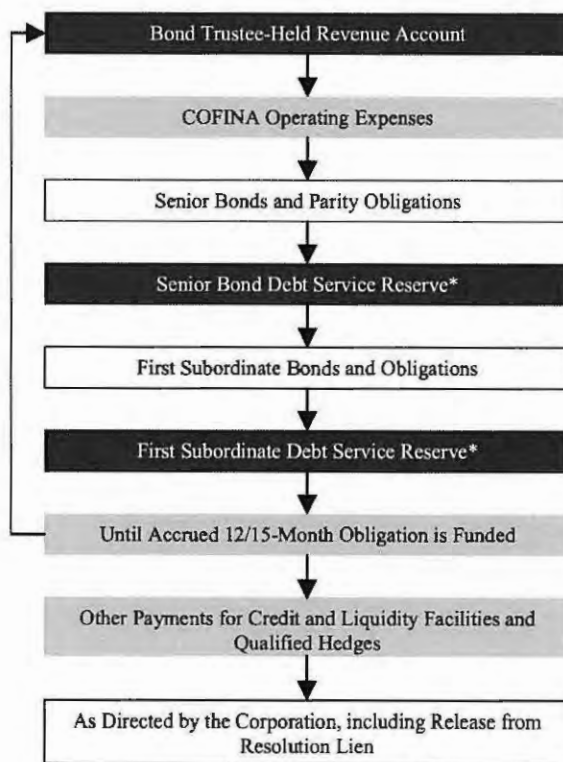 Bond Trustee-Held Revenue Account
COFINA Operating Expenses
Senior Bonds and Parity Obligations
Senior Bond Debt Service Reserve*
First Subordinate Bonds and Obligations
First Subordinate Debt Service Reserve*
Until Accrued 12/15-Month Obligation is Funded
Other Payments for Credit and Liquidity Facilities and
Qualified Hedges
As Directed by the Corporation, including Release from
Resolution Lien